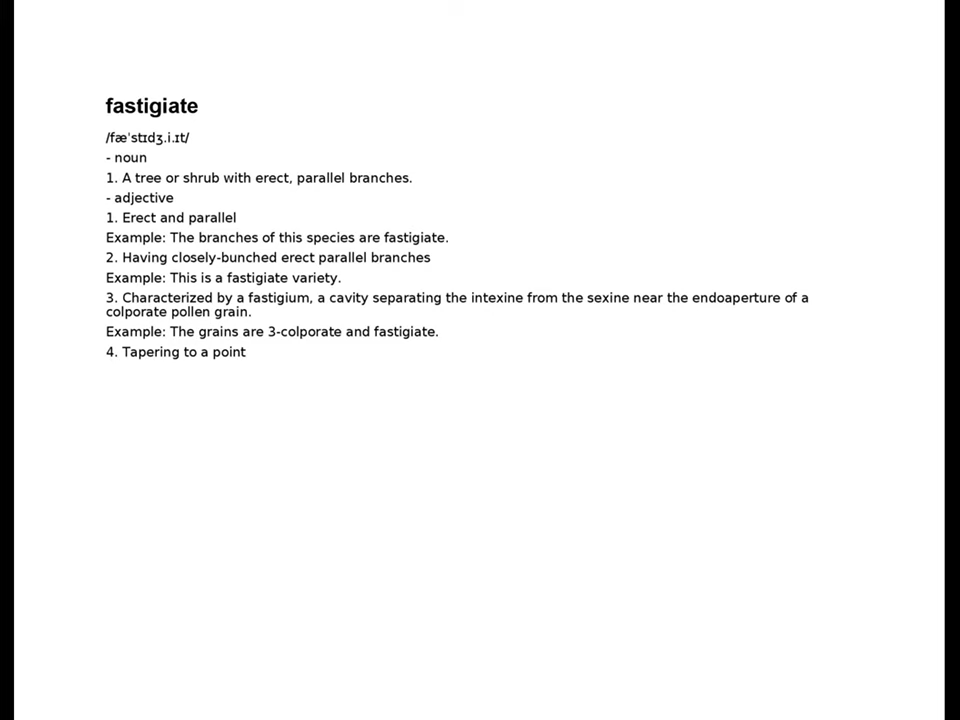 fastigiate
/fæˈstɪdʒ.i.ɪt/
- noun
1. A tree or shrub with erect, parallel branches.
- adjective
1. Erect and parallel
Example: The branches of this species are fastigiate.
2. Having closely-bunched erect parallel branches
Example: This is a fastigiate variety.
3. Characterized by a fastigium, a cavity separating the intexine from the sexine near the endoaperture of a
colporate pollen grain.
Example: The grains are 3-colporate and fastigiate.
4. Tapering to a point